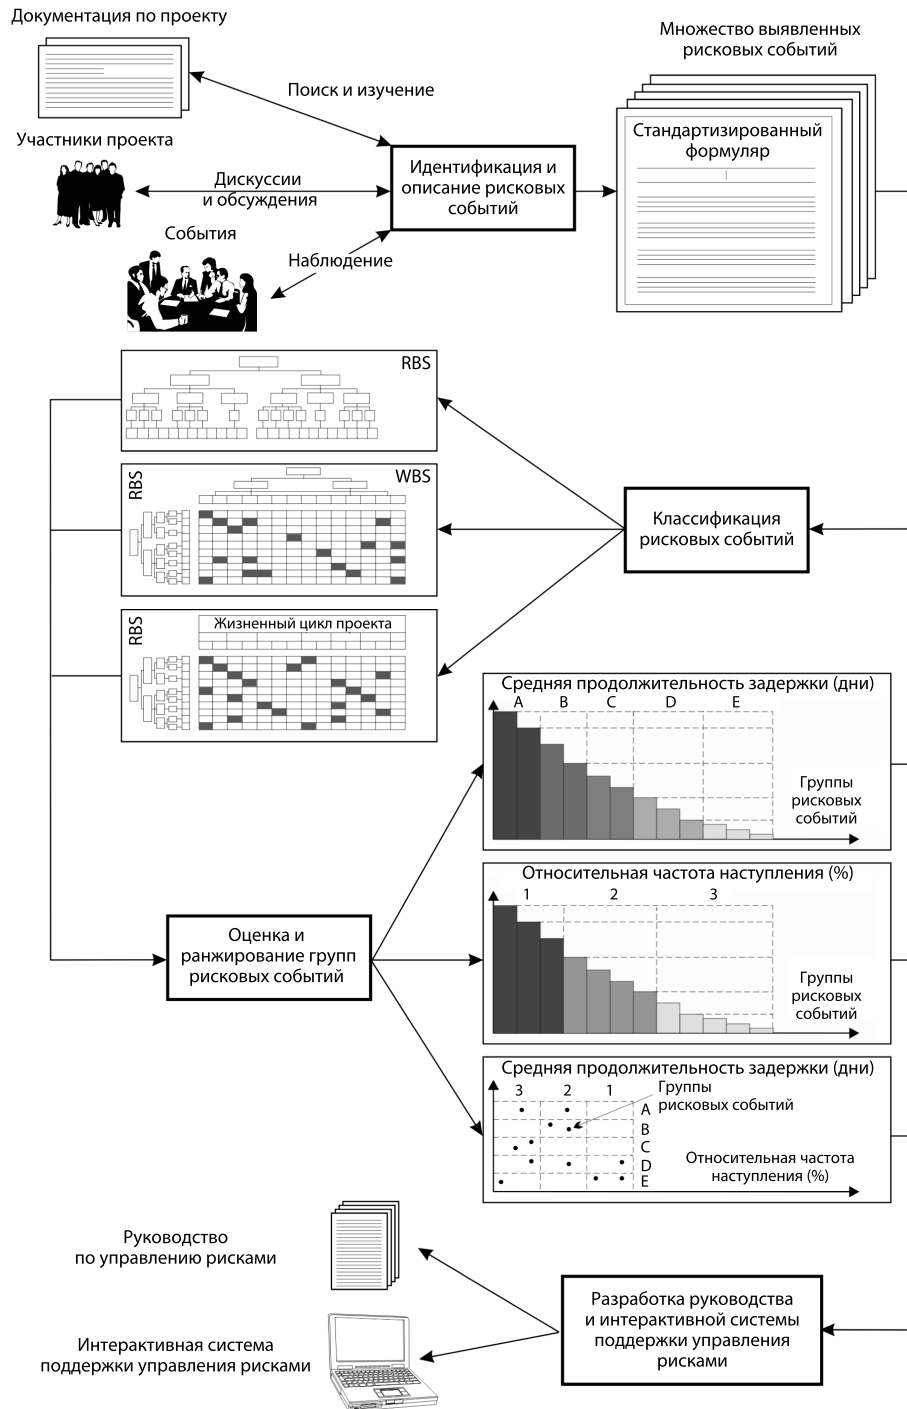 Документация по проекту
Множество выявленных
рисковых событий
Поиск и изучение
Участники проекта
Стандартизированный
формуляр
Идентификация и
описание рисковых
событий
Дискуссии
и обсуждения
События
Наблюдение
RBS
RBS
WBS
Классификация
рисковых событий
RBS
Жизненный цикл проекта
Средняя продолжительность задержки (дни)
A B C D E
Группы
рисковых
событий
Относительная частота наступления (%)
1 2 3
Группы
рисковых
событий
Оценка и
ранжирование групп
рисковых событий
Средняя продолжительность задержки (дни)
3 2 1
Группы
рисковых событий
A
B
C
D
E
Относительная частота
наступления (%)
Руководство
по управлению рисками
Разработка руководства
и интерактивной системы
поддержки управления
рисками
Интерактивная система
поддержки управления рисками